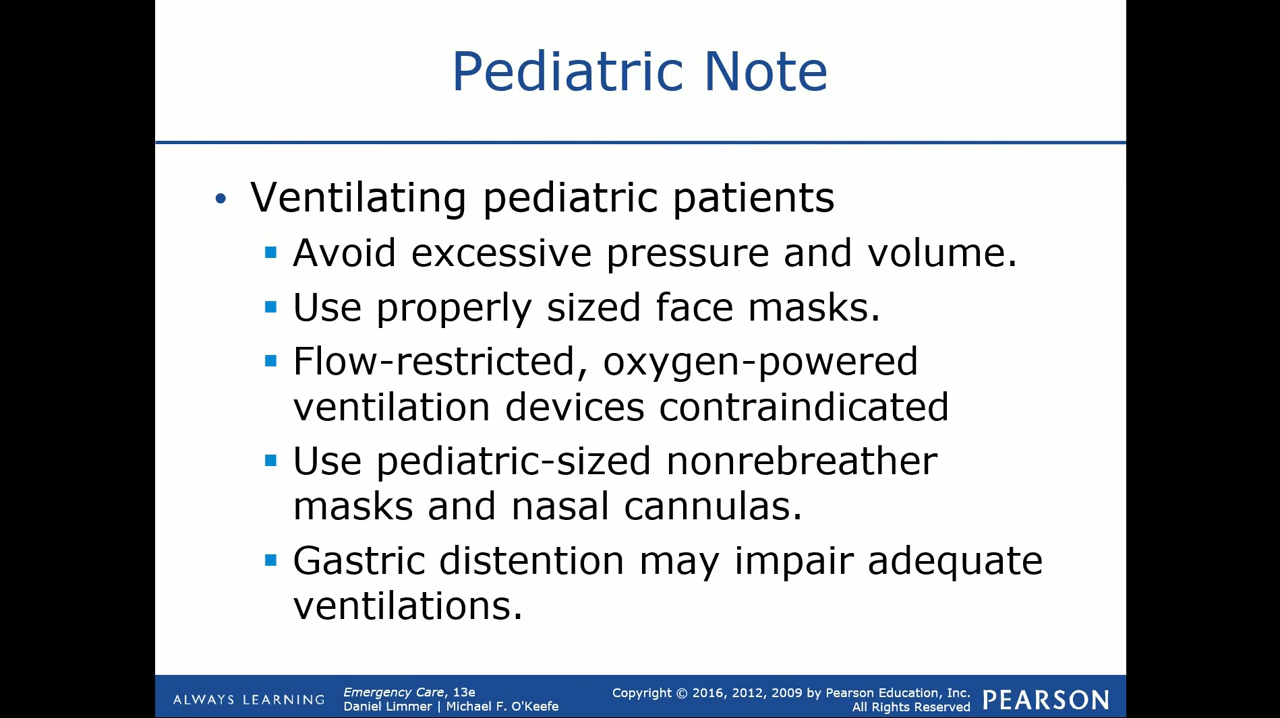 Pediatric Note
• Ventilating pediatric patients
▪ Avoid excessive pressure and volume.
▪ Use properly sized face masks.
▪ Flow-restricted, oxygen-powered
ventilation devices contraindicated
▪ Use pediatric-sized nonrebreather
masks and nasal cannulas.
▪ Gastric distention may impair adequate
ventilations.
ALWAYS LEARNING
Emergency Care, 13e
Daniel Limmer | Michael F. O'Keefe
Copyright © 2016, 2012, 2009 by Pearson Education, Inc.
All Rights Reserved
PEARSON